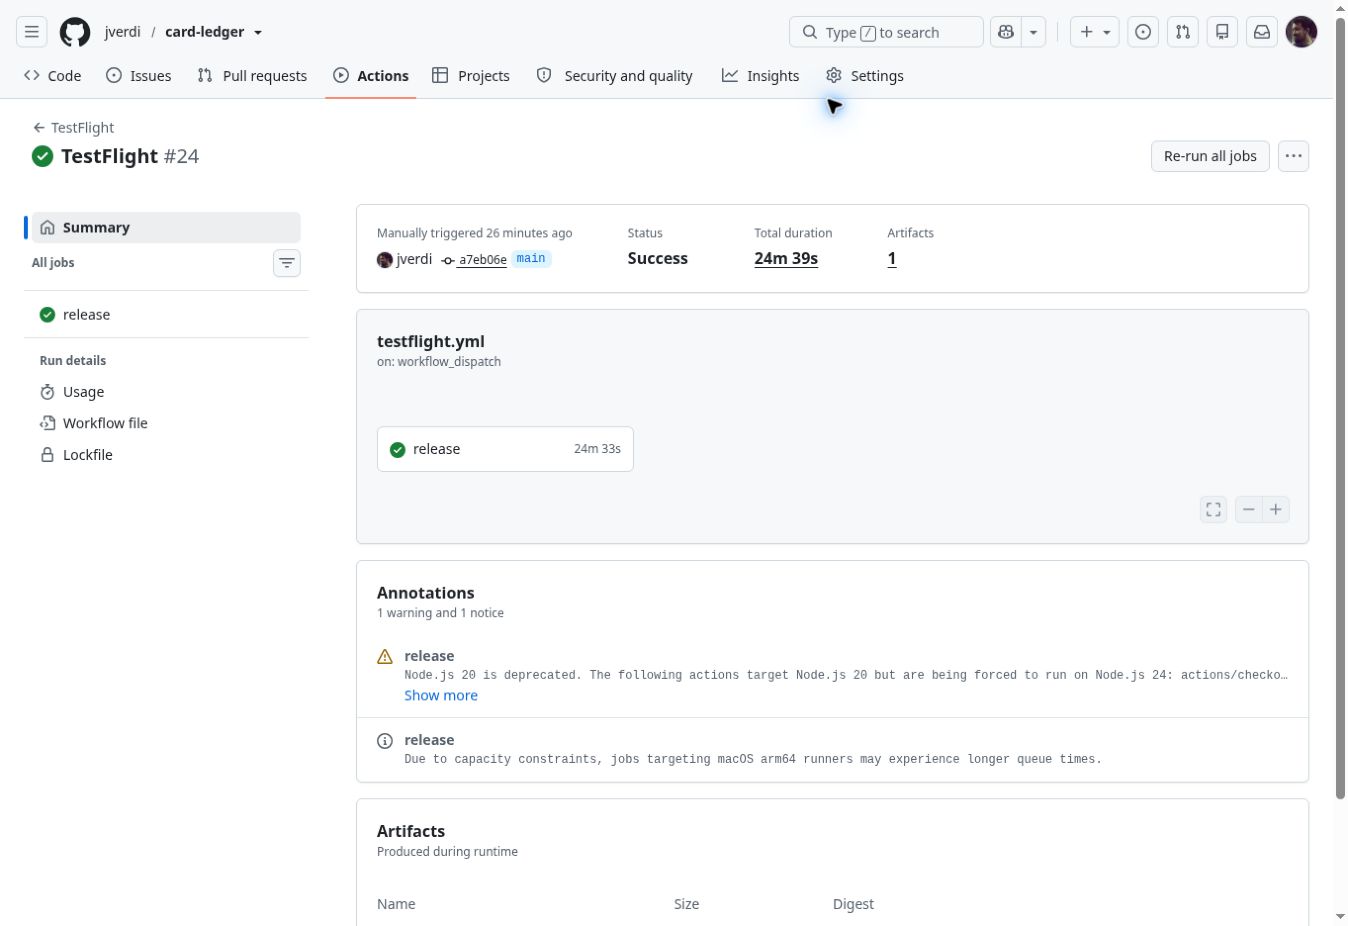 jverdi / card-ledger
Type / to search
Code Issues Pull requests Actions Projects Security and quality Insights Settings
TestFlight
TestFlight #24
Re-run all jobs
Summary
All jobs
release
Run details
Usage
Workflow file
Lockfile
Manually triggered 26 minutes ago Status Total duration Artifacts
jverdi a7eb06e main Success 24m 39s 1
testflight.yml
on: workflow_dispatch
release 24m 33s
Annotations
1 warning and 1 notice
release
Node.js 20 is deprecated. The following actions target Node.js 20 but are being forced to run on Node.js 24: actions/checko…
Show more
release
Due to capacity constraints, jobs targeting macOS arm64 runners may experience longer queue times.
Artifacts
Produced during runtime
Name Size Digest